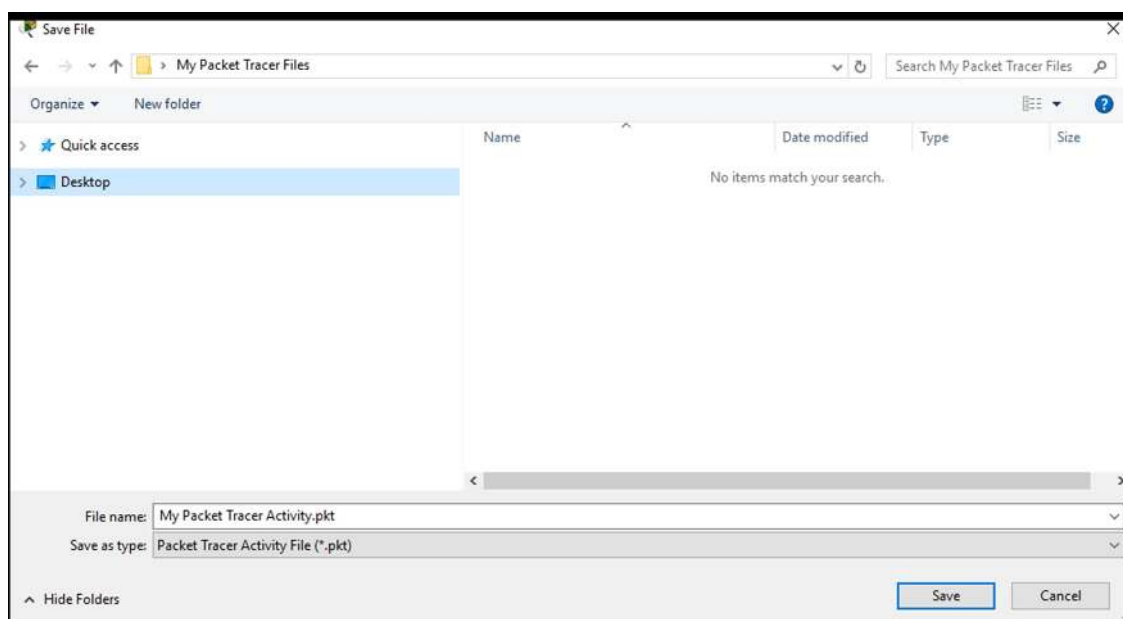 Save File
My Packet Tracer Files
Search My Packet Tracer Files
Organize
New folder
Quick access
Desktop
Name
Date modified
Type
Size
No items match your search.
File name: My Packet Tracer Activity.pkt
Save as type: Packet Tracer Activity File (*.pkt)
Hide Folders
Save
Cancel